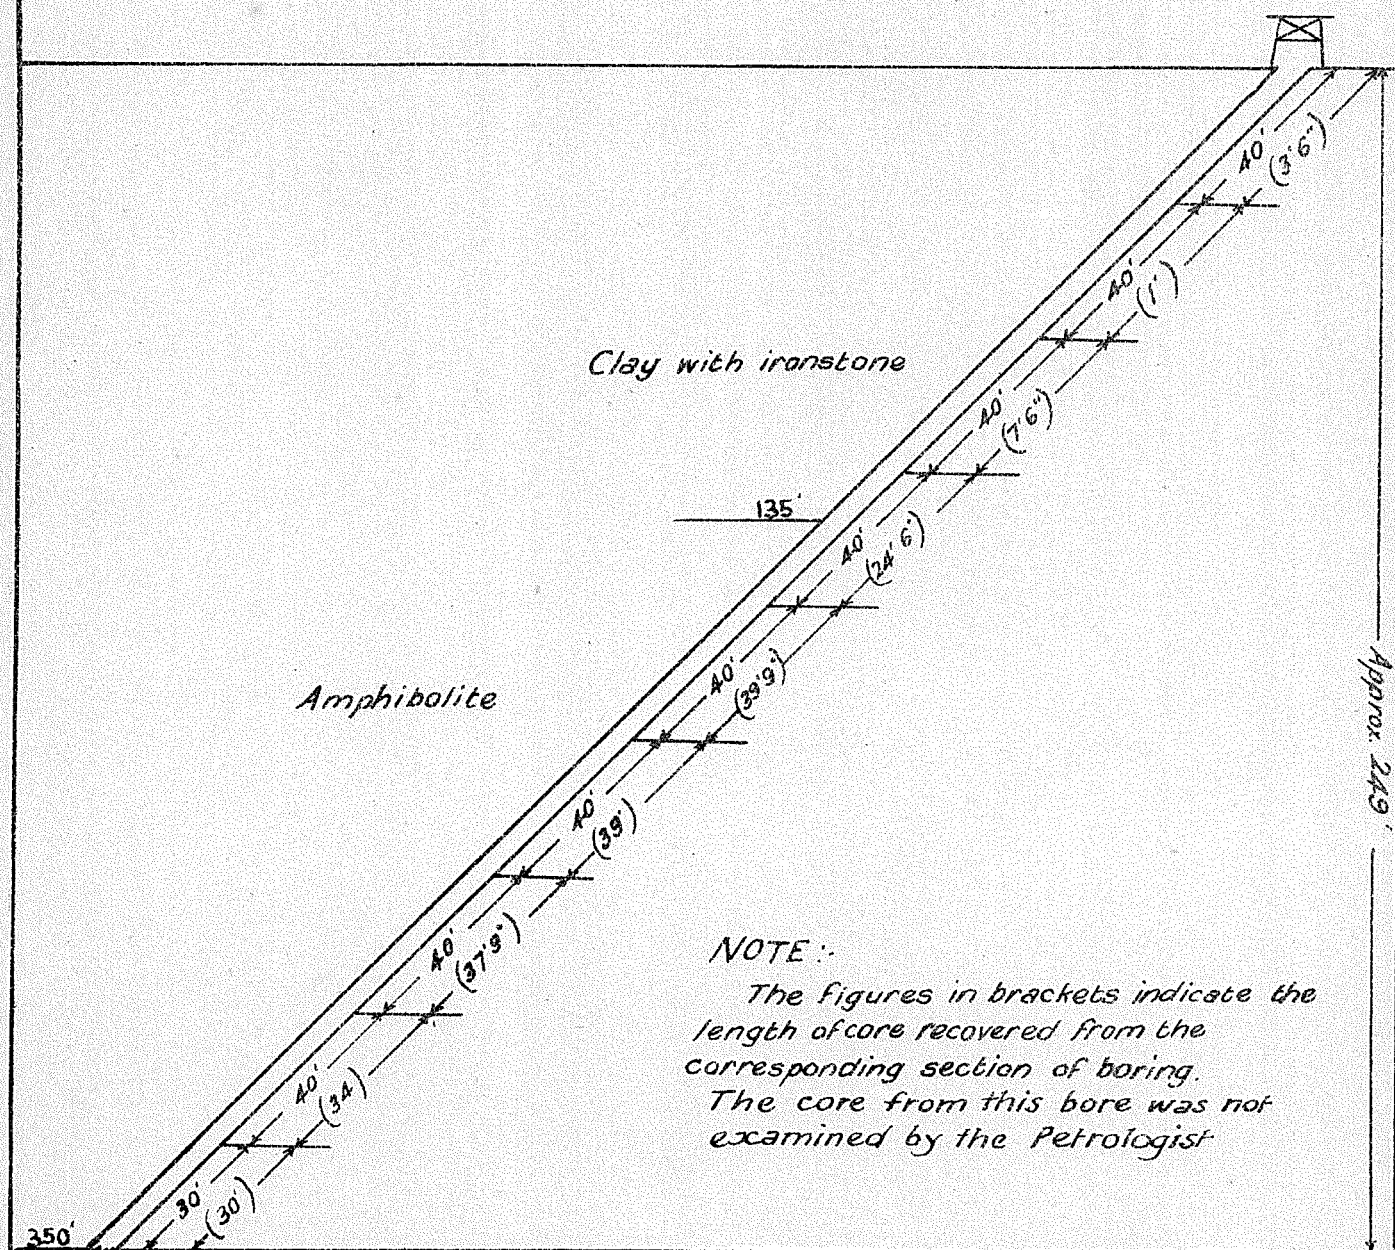 40'
(3'6")
40'
(1')
Clay with ironstone
40'
(7'6")
135'
40'
(24'6")
40'
(39'9")
Amphibolite
Approx. 249'
40'
(39')
40'
(37'9")
NOTE :-
The figures in brackets indicate the
length of core recovered from the
corresponding section of boring.
The core from this bore was not
examined by the Petrologist
40'
(34)
30'
(30')
350'